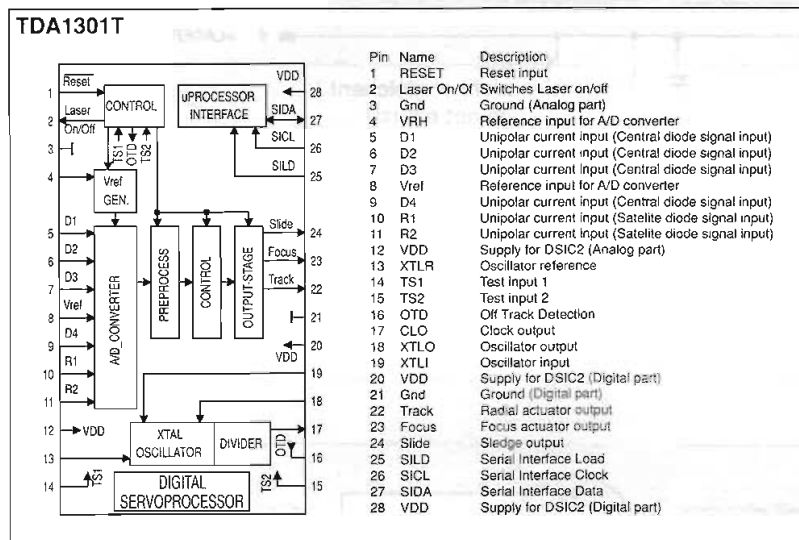 TDA1301T
Reset
Laser
On/Off
CONTROL
TS1
OTD
TS2
Vref
GEN.
µPROCESSOR
INTERFACE
VDD
SIDA
SICL
SILD
D1
D2
D3
Vref
D4
R1
R2
A/D_CONVERTER
PREPROCESS
CONTROL
OUTPUT-STAGE
Slide
Focus
Track
VDD
VDD
XTAL
OSCILLATOR
DIVIDER
OTD
TS1
TS2
DIGITAL
SERVOPROCESSOR
1
2
3
4
5
6
7
8
9
10
11
12
13
14
28
27
26
25
24
23
22
21
20
19
18
17
16
15
Pin Name Description
1 RESET Reset input
2 Laser On/Of Switches Laser on/off
3 Gnd Ground (Analog part)
4 VRH Reference input for A/D converter
5 D1 Unipolar current input (Central diode signal input)
6 D2 Unipolar current input (Central diode signal input)
7 D3 Unipolar current input (Central diode signal input)
8 Vref Reference input for A/D converter
9 D4 Unipolar current input (Central diode signal input)
10 R1 Unipolar current input (Satelite diode signal input)
11 R2 Unipolar current input (Satelite diode signal input)
12 VDD Supply for DSIC2 (Analog part)
13 XTLR Oscillator reference
14 TS1 Test input 1
15 TS2 Test input 2
16 OTD Off Track Detection
17 CLO Clock output
18 XTLO Oscillator output
19 XTLI Oscillator input
20 VDD Supply for DSIC2 (Digital part)
21 Gnd Ground (Digital part)
22 Track Radial actuator output
23 Focus Focus actuator output
24 Slide Sledge output
25 SILD Serial Interface Load
26 SICL Serial Interface Clock
27 SIDA Serial Interface Data
28 VDD Supply for DSIC2 (Digital part)